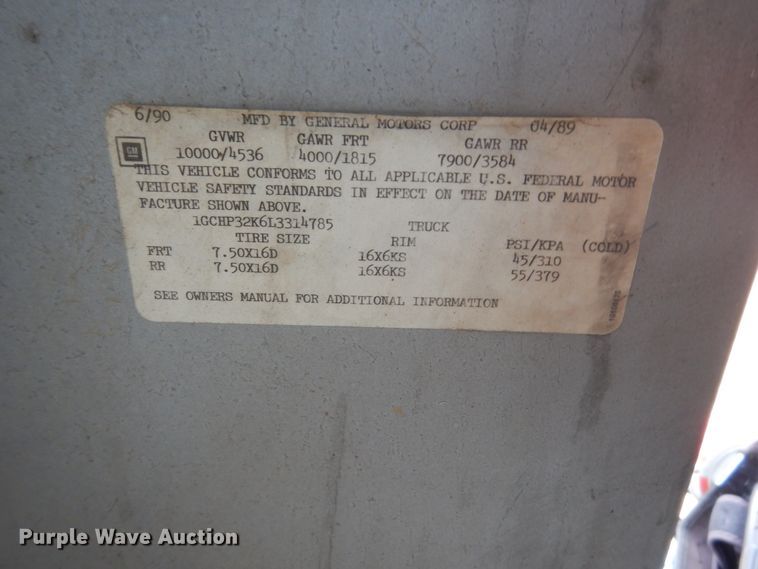 6/90 MFD BY GENERAL MOTORS CORP 04/89
GVWR GAWR FRT GAWR RR
GM 10000/4536 4000/1815 7900/3584
THIS VEHICLE CONFORMS TO ALL APPLICABLE U.S. FEDERAL MOTOR
VEHICLE SAFETY STANDARDS IN EFFECT ON THE DATE OF MANU-
FACTURE SHOWN ABOVE.
1GCHP32K6L3314785 TRUCK
TIRE SIZE RIM PSI/KPA (COLD)
FRT 7.50X16D 16X6KS 45/310
RR 7.50X16D 16X6KS 55/379
SEE OWNERS MANUAL FOR ADDITIONAL INFORMATION
Purple Wave Auction